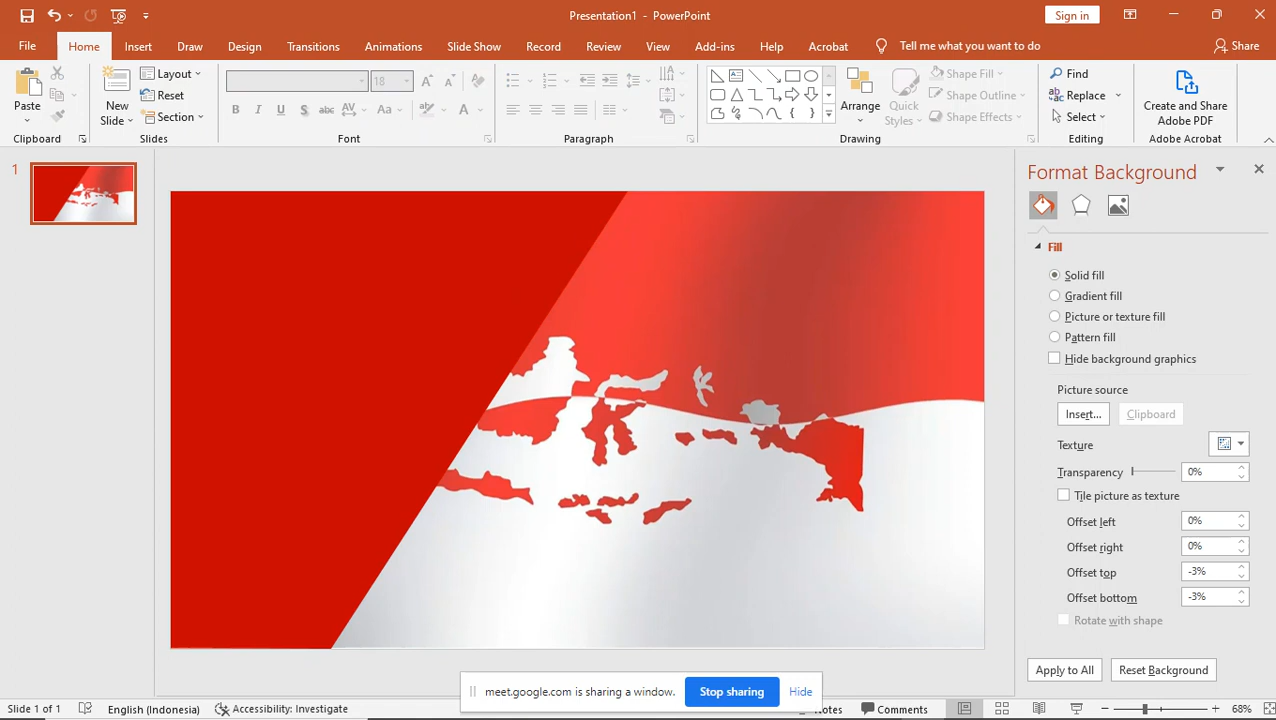 Presentation1 - PowerPoint
Sign in
File Home Insert Draw Design Transitions Animations Slide Show Record Review View Add-ins Help Acrobat Tell me what you want to do Share
Paste
Clipboard
New Slide
Layout
Reset
Section
Slides
18
B I U S abc AV Aa A
Font
Paragraph
Arrange
Quick Styles
Shape Fill
Shape Outline
Shape Effects
Drawing
Find
Replace
Select
Editing
Create and Share Adobe PDF
Adobe Acrobat
1
Format Background
Fill
Solid fill
Gradient fill
Picture or texture fill
Pattern fill
Hide background graphics
Picture source
Insert...
Clipboard
Texture
Transparency 0%
Tile picture as texture
Offset left 0%
Offset right 0%
Offset top -3%
Offset bottom -3%
Rotate with shape
Apply to All Reset Background
meet.google.com is sharing a window. Stop sharing Hide
Slide 1 of 1 English (Indonesia) Accessibility: Investigate Notes Comments 68%